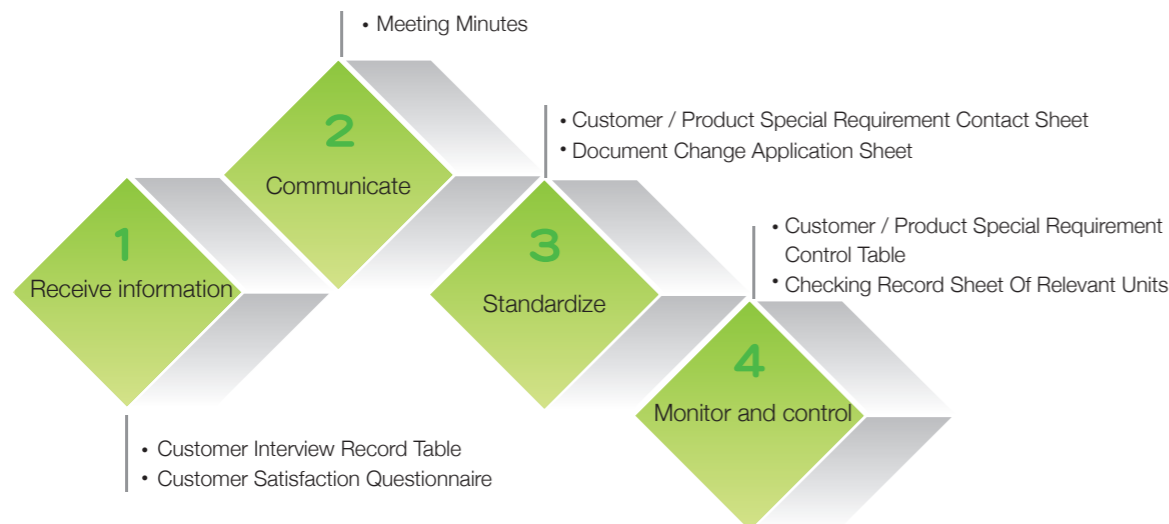 • Meeting Minutes
2
Communicate
• Customer / Product Special Requirement Contact Sheet
• Document Change Application Sheet
1
Receive information
3
Standardize
• Customer / Product Special Requirement
Control Table
• Checking Record Sheet Of Relevant Units
4
Monitor and control
• Customer Interview Record Table
• Customer Satisfaction Questionnaire